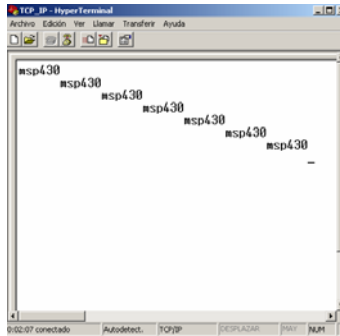 TCP_IP - HyperTerminal
Archivo Edición Ver Llamar Transferir Ayuda
msp430
msp430
msp430
msp430
msp430
msp430
msp430
0:02:07 conectado Autodetect. TCP/IP DESPLAZAR MAY NUM